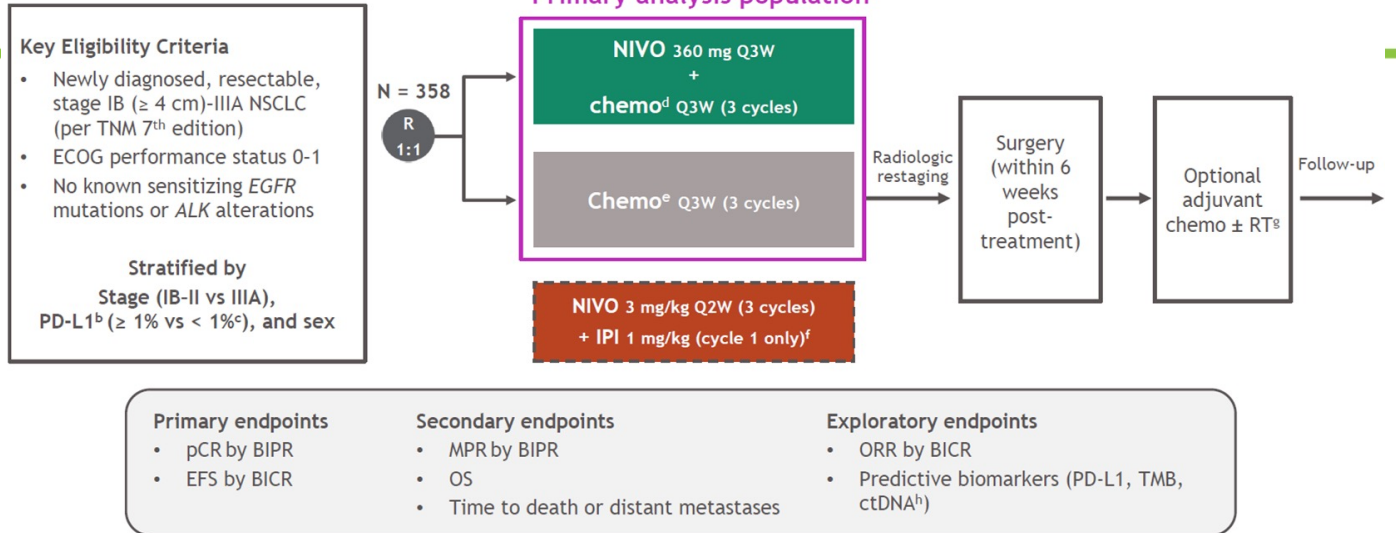 Primary analysis population
Key Eligibility Criteria
• Newly diagnosed, resectable,
stage IB (≥ 4 cm)-IIIA NSCLC
(per TNM 7th edition)
• ECOG performance status 0-1
• No known sensitizing EGFR
mutations or ALK alterations
Stratified by
Stage (IB-II vs IIIA),
PD-L1b (≥ 1% vs < 1%c), and sex
N = 358
R
1:1
NIVO 360 mg Q3W
+
chemod Q3W (3 cycles)
Chemoe Q3W (3 cycles)
NIVO 3 mg/kg Q2W (3 cycles)
+ IPI 1 mg/kg (cycle 1 only)f
Radiologic
restaging
Surgery
(within 6
weeks
post-
treatment)
Optional
adjuvant
chemo ± RTg
Follow-up
Primary endpoints
• pCR by BIPR
• EFS by BICR
Secondary endpoints
• MPR by BIPR
• OS
• Time to death or distant metastases
Exploratory endpoints
• ORR by BICR
• Predictive biomarkers (PD-L1, TMB,
ctDNAh)